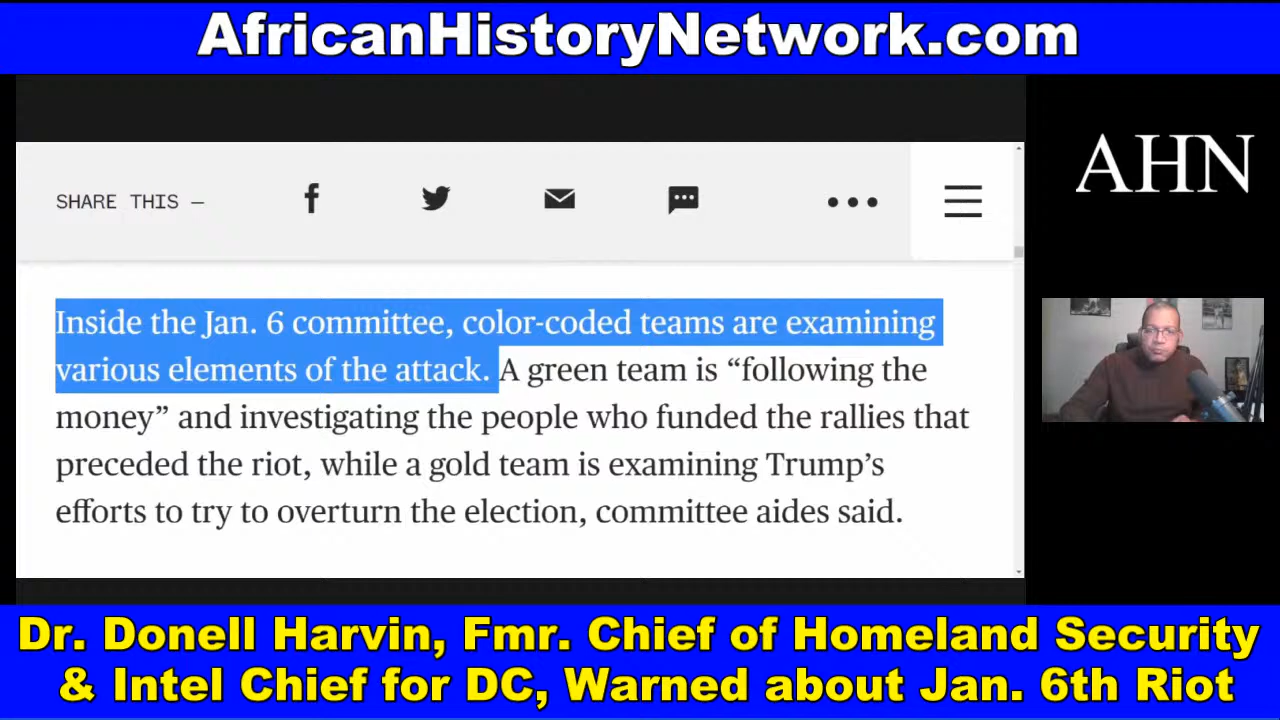 AfricanHistoryNetwork.com
AHN
SHARE THIS —
Inside the Jan. 6 committee, color-coded teams are examining
various elements of the attack. A green team is “following the
money” and investigating the people who funded the rallies that
preceded the riot, while a gold team is examining Trump’s
efforts to try to overturn the election, committee aides said.
Dr. Donell Harvin, Fmr. Chief of Homeland Security
& Intel Chief for DC, Warned about Jan. 6th Riot